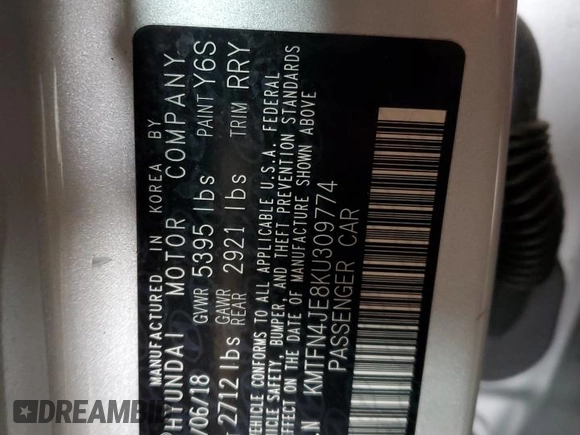 MANUFACTURED IN KOREA BY
HYUNDAI MOTOR COMPANY
/06/18 GVWR 5395 lbs PAINT Y6S
2712 lbs GAWR REAR 2921 lbs TRIM RRY
VEHICLE CONFORMS TO ALL APPLICABLE U.S.A. FEDERAL
VEHICLE SAFETY, BUMPER, AND THEFT PREVENTION STANDARDS
EFFECT ON THE DATE OF MANUFACTURE SHOWN ABOVE
KMTFN4JE8KU309774
PASSENGER CAR
DREAMBID